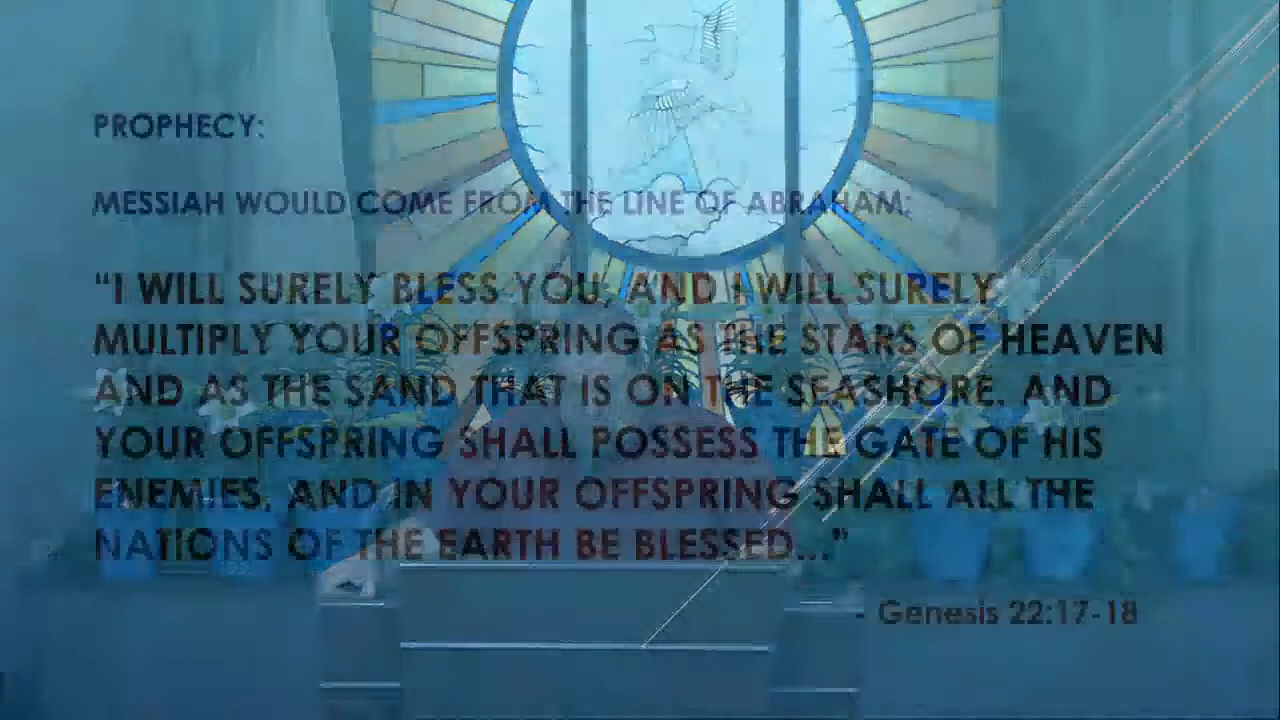 PROPHECY:
MESSIAH WOULD COME FROM THE LINE OF ABRAHAM:
“I WILL SURELY BLESS YOU, AND I WILL SURELY
MULTIPLY YOUR OFFSPRING AS THE STARS OF HEAVEN
AND AS THE SAND THAT IS ON THE SEASHORE. AND
YOUR OFFSPRING SHALL POSSESS THE GATE OF HIS
ENEMIES, AND IN YOUR OFFSPRING SHALL ALL THE
NATIONS OF THE EARTH BE BLESSED...”
- Genesis 22:17-18